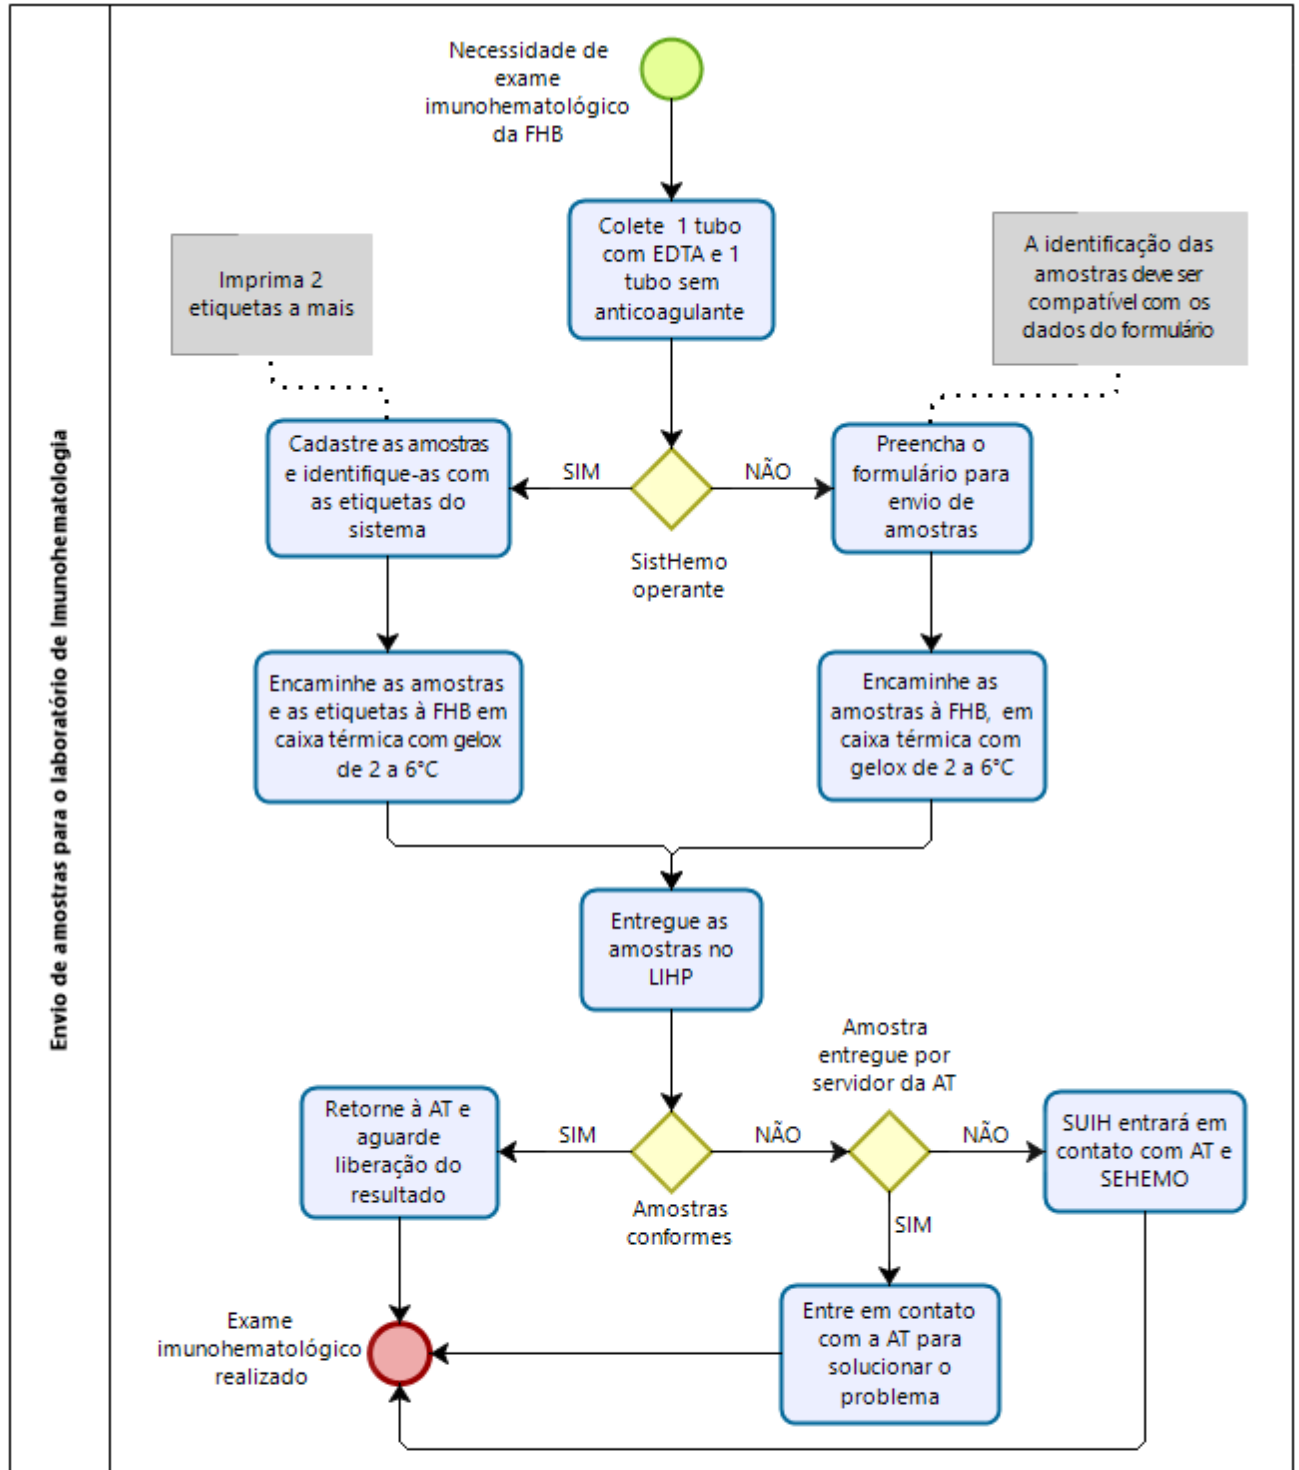 Envio de amostras para o laboratório de Imunohematologia
Necessidade de
exame
imunohematológico
da FHB
Colete 1 tubo
com EDTA e 1
tubo sem
anticoagulante
Imprima 2
etiquetas a mais
A identificação das
amostras deve ser
compatível com os
dados do formulário
Cadastre as amostras
e identifique-as com
as etiquetas do
sistema
SIM
NÃO
SistHemo
operante
Preencha o
formulário para
envio de
amostras
Encaminhe as amostras
e as etiquetas à FHB em
caixa térmica com gelox
de 2 a 6°C
Encaminhe as
amostras à FHB, em
caixa térmica com
gelox de 2 a 6°C
Entregue as
amostras no
LIHP
Amostra
entregue por
servidor da AT
Retorne à AT e
aguarde
liberação do
resultado
SIM
NÃO
Amostras
conformes
NÃO
SIM
SUIH entrará em
contato com AT e
SEHEMO
Entre em contato
com a AT para
solucionar o
problema
Exame
imunohematológico
realizado